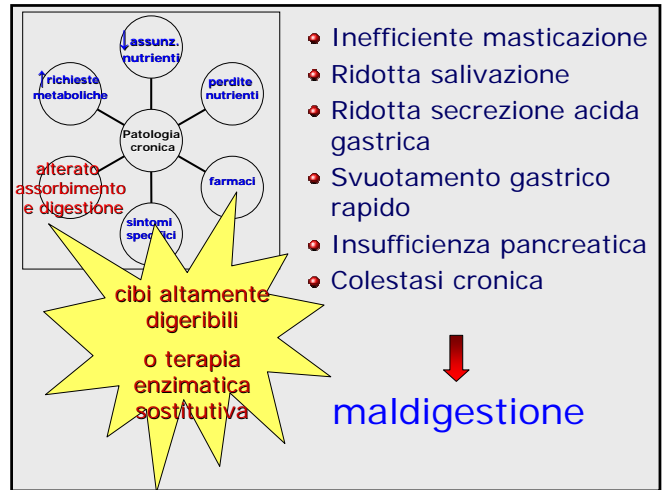 ↓assunz.
nutrienti
↑richieste
metaboliche
perdite
nutrienti
Patologia
cronica
alterato
assorbimento
e digestione
farmaci
sintomi
specifici
cibi altamente
digeribili
o terapia
enzimatica
sostitutiva
Inefficiente masticazione
Ridotta salivazione
Ridotta secrezione acida
gastrica
Svuotamento gastrico
rapido
Insufficienza pancreatica
Colestasi cronica
maldigestione